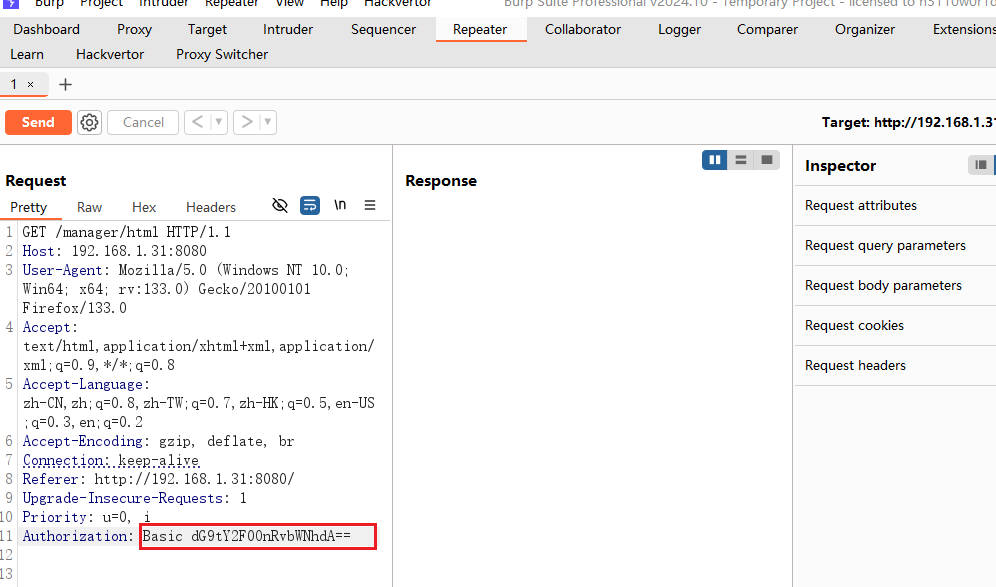 Burp Project Intruder Repeater View Help Hackvertor Burp Suite Professional v2024.10 - Temporary Project - licensed to h3110w0r1d
Dashboard Proxy Target Intruder Sequencer Repeater Collaborator Logger Comparer Organizer Extensions
Learn Hackvertor Proxy Switcher
1 × +
Send Cancel < > Target: http://192.168.1.31
Request
Response
Inspector
Pretty Raw Hex Headers \n
1 GET /manager/html HTTP/1.1
2 Host: 192.168.1.31:8080
3 User-Agent: Mozilla/5.0 (Windows NT 10.0;
Win64; x64; rv:133.0) Gecko/20100101
Firefox/133.0
4 Accept:
text/html,application/xhtml+xml,application/
xml;q=0.9,*/*;q=0.8
5 Accept-Language:
zh-CN,zh;q=0.8,zh-TW;q=0.7,zh-HK;q=0.5,en-US
;q=0.3,en;q=0.2
6 Accept-Encoding: gzip, deflate, br
7 Connection: keep-alive
8 Referer: http://192.168.1.31:8080/
9 Upgrade-Insecure-Requests: 1
10 Priority: u=0, i
11 Authorization: Basic dG9tY2F0OnRvbWNhdA==
12
13
Request attributes
Request query parameters
Request body parameters
Request cookies
Request headers